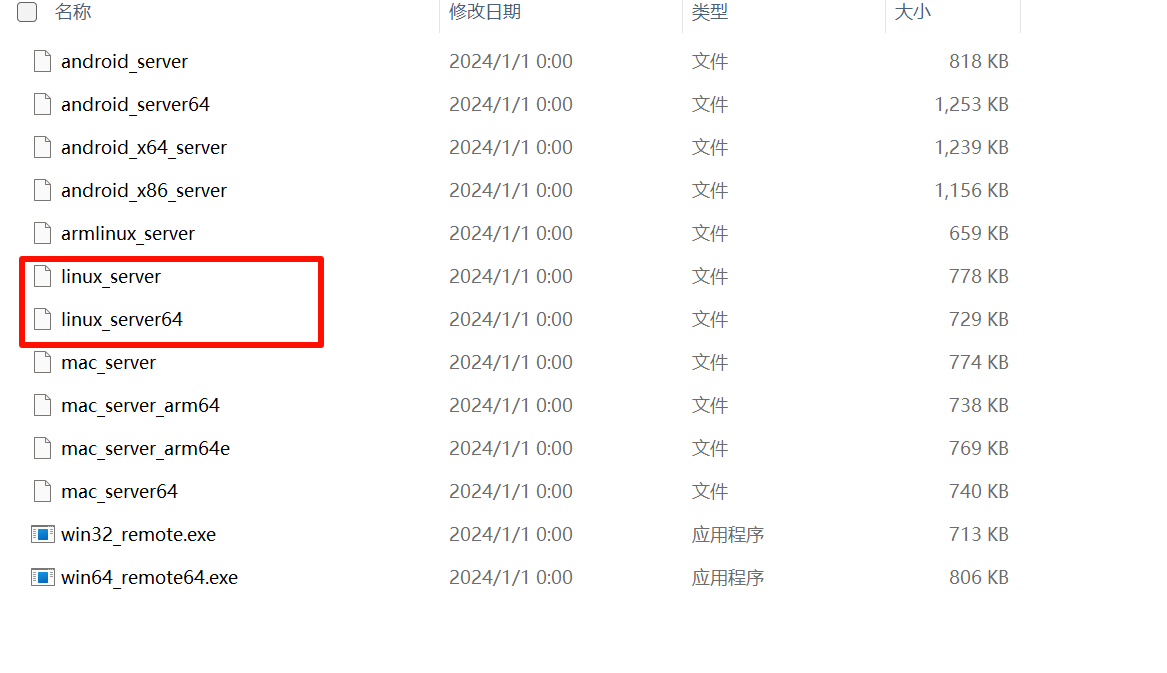 名称 修改日期 类型 大小
android_server 2024/1/1 0:00 文件 818 KB
android_server64 2024/1/1 0:00 文件 1,253 KB
android_x64_server 2024/1/1 0:00 文件 1,239 KB
android_x86_server 2024/1/1 0:00 文件 1,156 KB
armlinux_server 2024/1/1 0:00 文件 659 KB
linux_server 2024/1/1 0:00 文件 778 KB
linux_server64 2024/1/1 0:00 文件 729 KB
mac_server 2024/1/1 0:00 文件 774 KB
mac_server_arm64 2024/1/1 0:00 文件 738 KB
mac_server_arm64e 2024/1/1 0:00 文件 769 KB
mac_server64 2024/1/1 0:00 文件 740 KB
win32_remote.exe 2024/1/1 0:00 应用程序 713 KB
win64_remote64.exe 2024/1/1 0:00 应用程序 806 KB